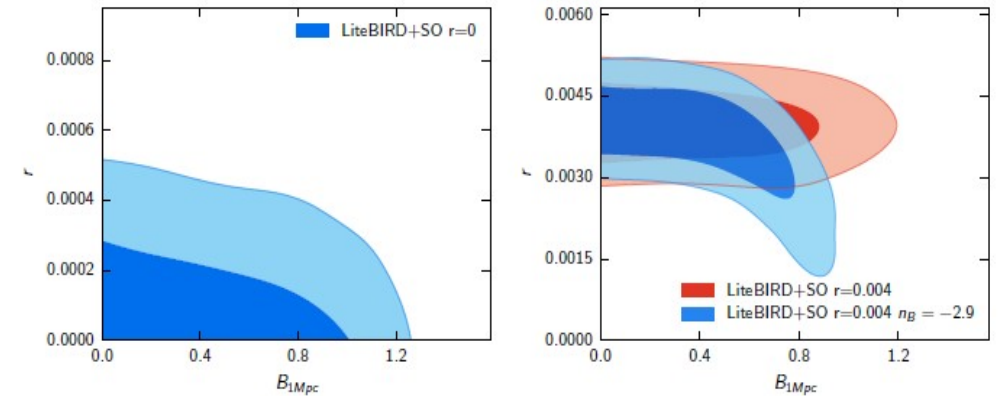 LiteBIRD+SO r=0
0.0008
0.0006
r
0.0004
0.0002
0.0000
0.0 0.4 0.8 1.2
B1Mpc
0.0060
0.0045
r
0.0030
0.0015
LiteBIRD+SO r=0.004
LiteBIRD+SO r=0.004 nB = −2.9
0.0000
0.0 0.4 0.8 1.2
B1Mpc